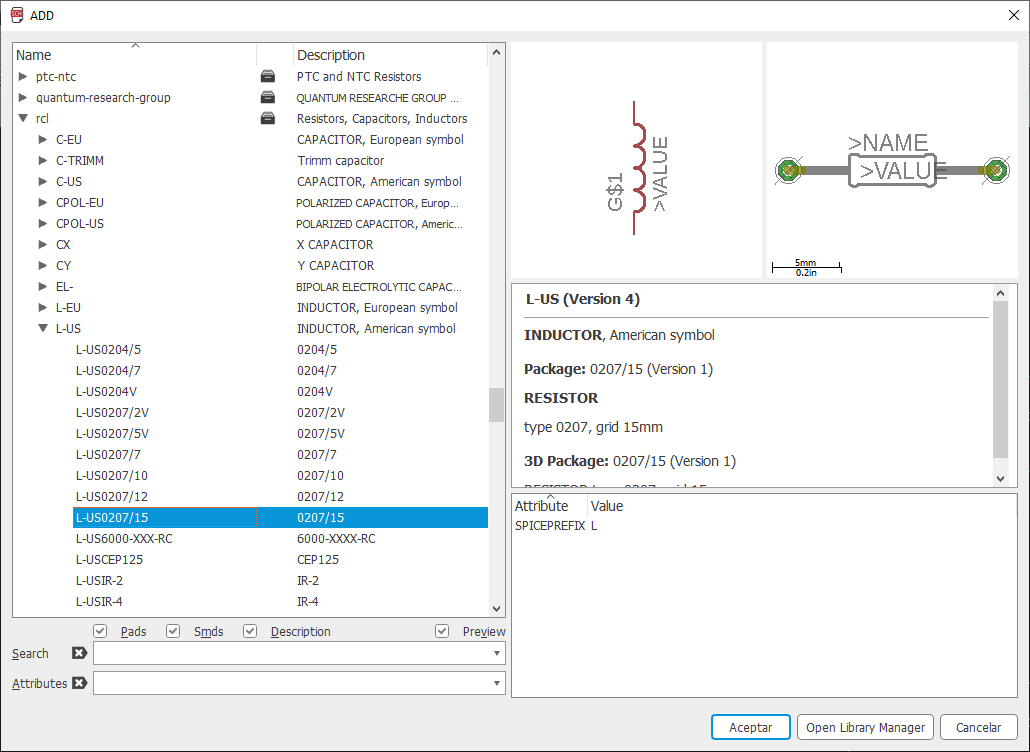 ADD
Name Description
ptc-ntc PTC and NTC Resistors
quantum-research-group QUANTUM RESEARCHE GROUP ...
rcl Resistors, Capacitors, Inductors
C-EU CAPACITOR, European symbol
C-TRIMM Trimm capacitor
C-US CAPACITOR, American symbol
CPOL-EU POLARIZED CAPACITOR, Europ...
CPOL-US POLARIZED CAPACITOR, Americ...
CX X CAPACITOR
CY Y CAPACITOR
EL- BIPOLAR ELECTROLYTIC CAPAC...
L-EU INDUCTOR, European symbol
L-US INDUCTOR, American symbol
L-US0204/5 0204/5
L-US0204/7 0204/7
L-US0204V 0204V
L-US0207/2V 0207/2V
L-US0207/5V 0207/5V
L-US0207/7 0207/7
L-US0207/10 0207/10
L-US0207/12 0207/12
L-US0207/15 0207/15
L-US6000-XXX-RC 6000-XXXX-RC
L-USCEP125 CEP125
L-USIR-2 IR-2
L-USIR-4 IR-4
Pads Smds Description Preview
Search
Attributes
G$1
>VALUE
>NAME
>VALUE
5mm
0.2in
L-US (Version 4)
INDUCTOR, American symbol
Package: 0207/15 (Version 1)
RESISTOR
type 0207, grid 15mm
3D Package: 0207/15 (Version 1)
Attribute Value
SPICEPREFIX L
Aceptar Open Library Manager Cancelar